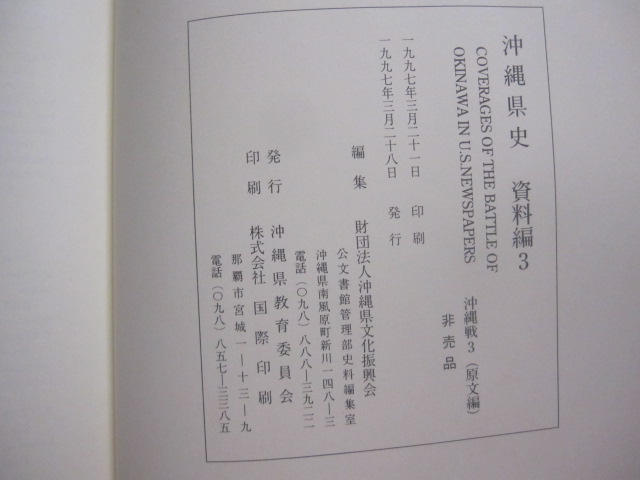 沖縄県史 資料編3
COVERAGES OF THE BATTLE OF
OKINAWA IN U.S.NEWSPAPERS
沖縄戦3（原文編）
非売品
一九九七年三月二十一日 印刷
一九九七年三月二十八日 発行
編集 財団法人沖縄県文化振興会
公文書館管理部史料編集室
沖縄県南風原町新川一四八―三
電話（〇九八）八八八―三九二二
発行 沖縄県教育委員会
印刷 株式会社 国際印刷
那覇市宮城一―十三―九
電話（〇九八）八五七―三三八五